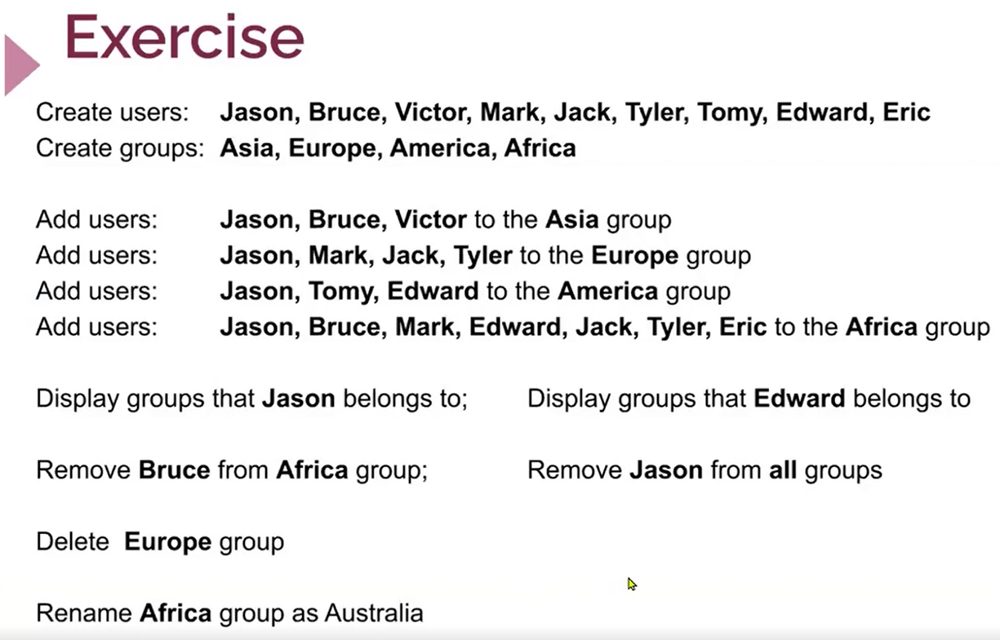 Exercise
Create users: Jason, Bruce, Victor, Mark, Jack, Tyler, Tomy, Edward, Eric
Create groups: Asia, Europe, America, Africa
Add users: Jason, Bruce, Victor to the Asia group
Add users: Jason, Mark, Jack, Tyler to the Europe group
Add users: Jason, Tomy, Edward to the America group
Add users: Jason, Bruce, Mark, Edward, Jack, Tyler, Eric to the Africa group
Display groups that Jason belongs to; Display groups that Edward belongs to
Remove Bruce from Africa group; Remove Jason from all groups
Delete Europe group
Rename Africa group as Australia